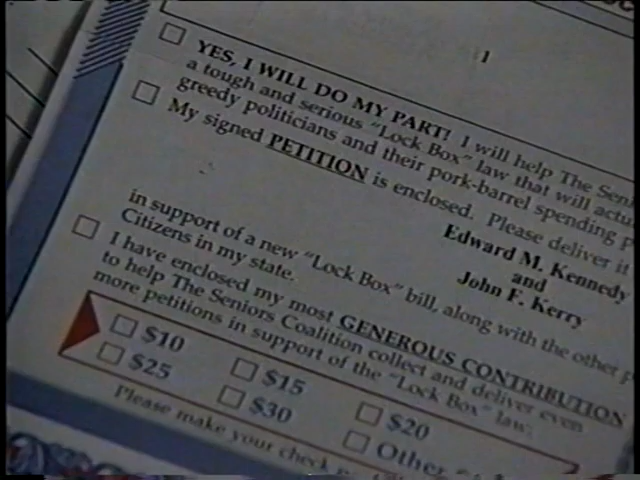 1
YES, I WILL DO MY PART! I will help The Seni
a tough and serious "Lock Box" law that will actu
greedy politicians and their pork-barrel spending p
My signed PETITION is enclosed. Please deliver it
Edward M. Kennedy
and
John F. Kerry
in support of a new "Lock Box" bill, along with the other p
Citizens in my state.
I have enclosed my most GENEROUS CONTRIBUTION
to help The Seniors Coalition collect and deliver even
more petitions in support of the "Lock Box" law:
$10 $15 $20
$25 $30 Other
Please make your check